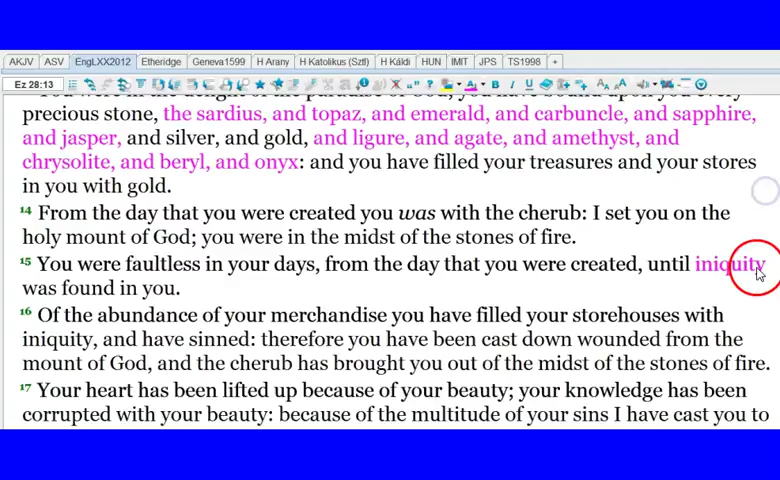 AKJV ASV EngLXX2012 Etheridge Geneva1599 H Arany H Katolikus (Sztl) H Káldi HUN IMIT JPS TS1998 +
Ez 28:13
precious stone, the sardius, and topaz, and emerald, and carbuncle, and sapphire,
and jasper, and silver, and gold, and ligure, and agate, and amethyst, and
chrysolite, and beryl, and onyx: and you have filled your treasures and your stores
in you with gold.
14 From the day that you were created you was with the cherub: I set you on the
holy mount of God; you were in the midst of the stones of fire.
15 You were faultless in your days, from the day that you were created, until iniquity
was found in you.
16 Of the abundance of your merchandise you have filled your storehouses with
iniquity, and have sinned: therefore you have been cast down wounded from the
mount of God, and the cherub has brought you out of the midst of the stones of fire.
17 Your heart has been lifted up because of your beauty; your knowledge has been
corrupted with your beauty: because of the multitude of your sins I have cast you to